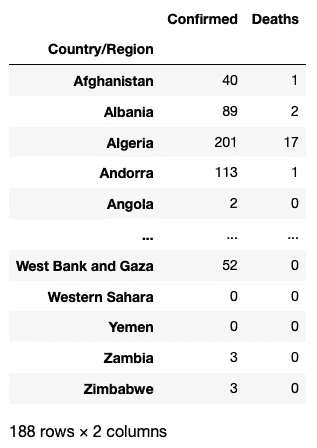 Confirmed Deaths
Country/Region
Afghanistan 40 1
Albania 89 2
Algeria 201 17
Andorra 113 1
Angola 2 0
... ... ...
West Bank and Gaza 52 0
Western Sahara 0 0
Yemen 0 0
Zambia 3 0
Zimbabwe 3 0
188 rows × 2 columns